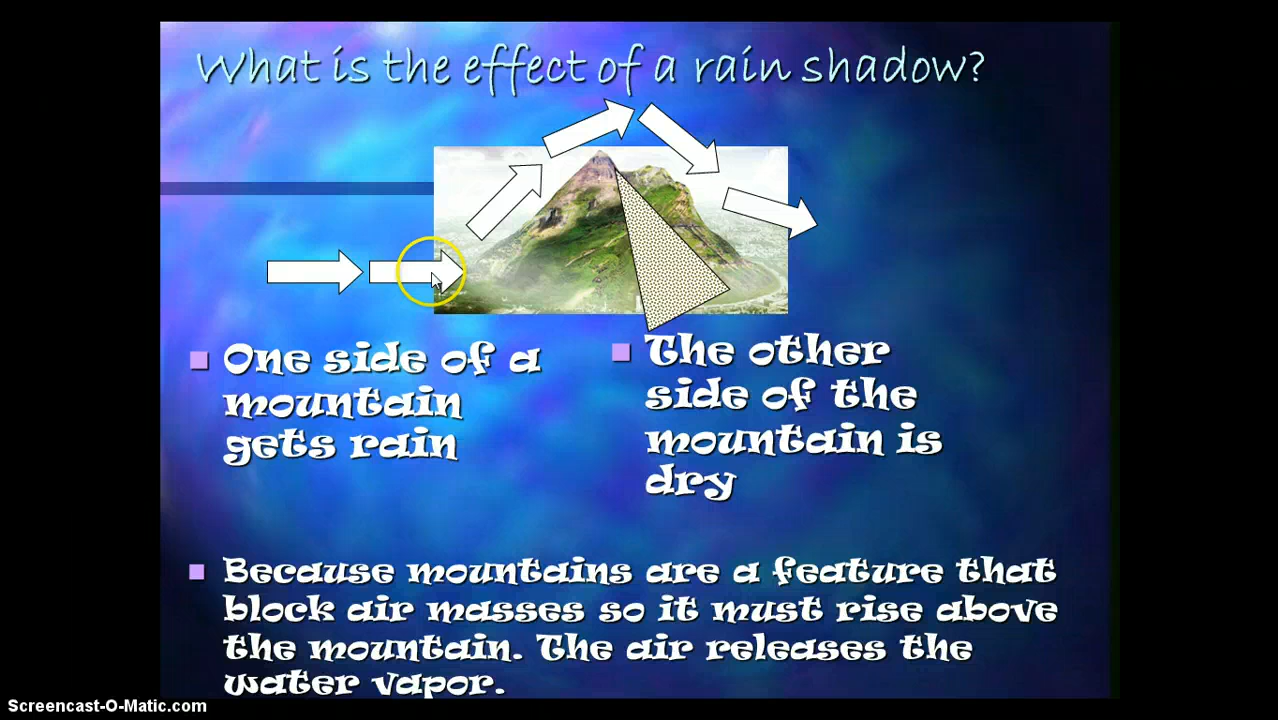 What is the effect of a rain shadow?
One side of a
mountain
gets rain
The other
side of the
mountain is
dry
Because mountains are a feature that
block air masses so it must rise above
the mountain. The air releases the
water vapor.
Screencast-O-Matic.com